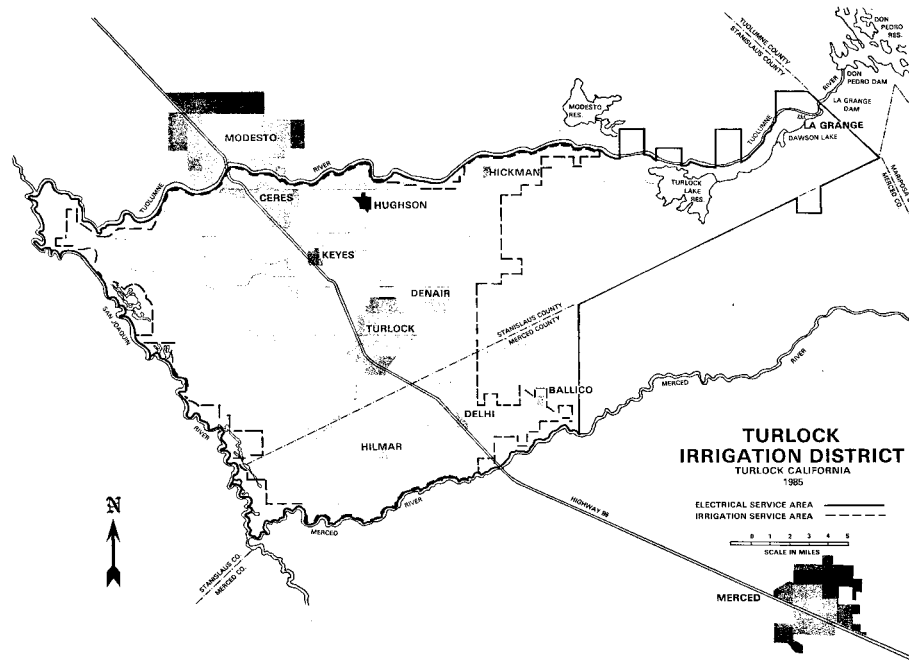 TUOLUMNE COUNTY
STANISLAUS COUNTY
DON
PEDRO
RES.
DON
PEDRO DAM
RIVER
LA GRANGE
DAM
LA GRANGE
DAWSON LAKE
TUOLUMNE
MODESTO
RES.
MARIPOSA
MERCED CO.
MODESTO
RIVER
HICKMAN
TURLOCK
LAKE
RES.
TUOLUMNE
CERES
HUGHSON
KEYES
DENAIR
TURLOCK
STANISLAUS COUNTY
MERCED COUNTY
SAN JOAQUIN
RIVER
MERCED
RIVER
BALLICO
DELHI
HILMAR
MERCED
RIVER
HIGHWAY 99
STANISLAUS CO.
MERCED CO.
N
TURLOCK
IRRIGATION DISTRICT
TURLOCK CALIFORNIA
1985
ELECTRICAL SERVICE AREA
IRRIGATION SERVICE AREA
0 1 2 3 4 5
SCALE IN MILES
MERCED